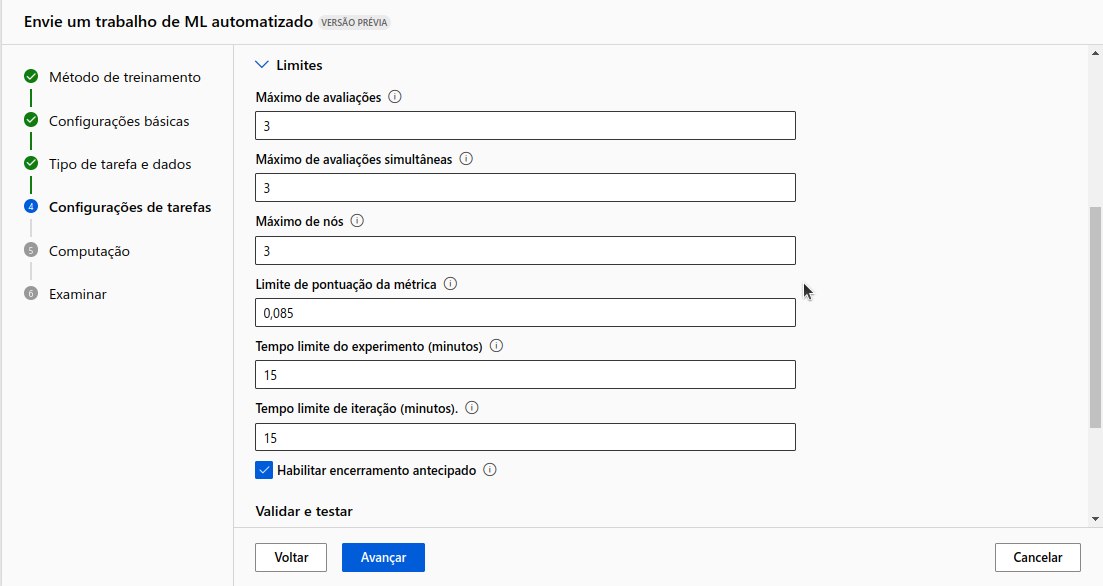 Envie um trabalho de ML automatizado VERSÃO PRÉVIA
Método de treinamento
Configurações básicas
Tipo de tarefa e dados
4 Configurações de tarefas
5 Computação
6 Examinar
Limites
Máximo de avaliações
3
Máximo de avaliações simultâneas
3
Máximo de nós
3
Limite de pontuação da métrica
0,085
Tempo limite do experimento (minutos)
15
Tempo limite de iteração (minutos).
15
Habilitar encerramento antecipado
Validar e testar
Voltar
Avançar
Cancelar